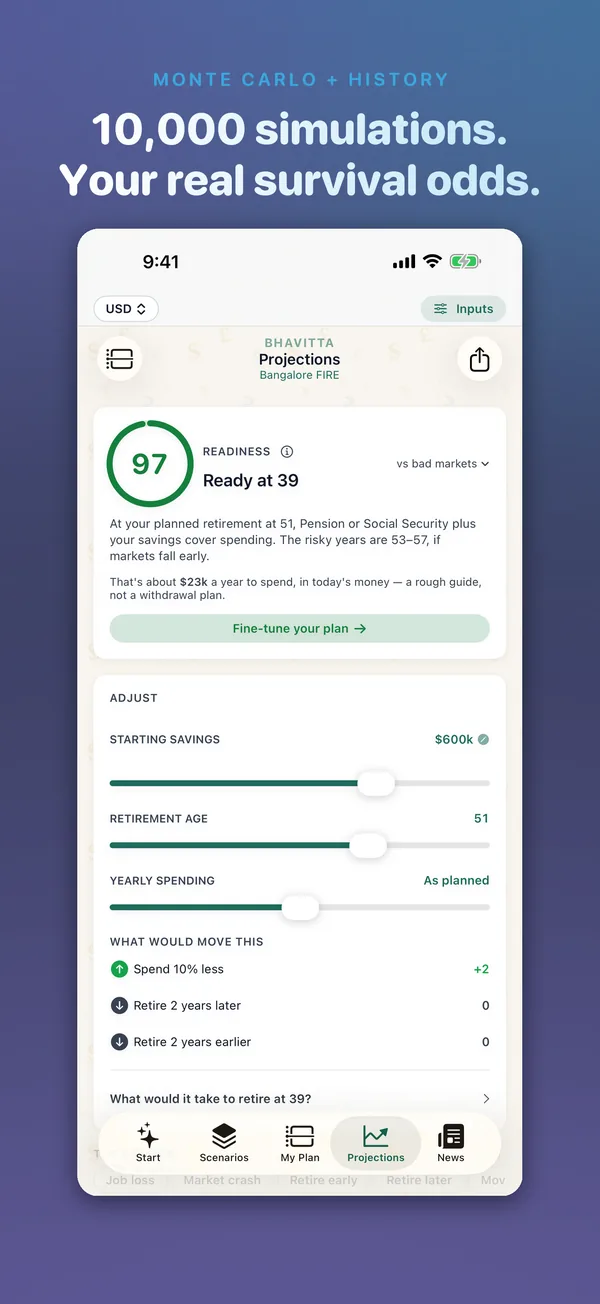 MONTE CARLO + HISTORY
10,000 simulations.
Your real survival odds.
9:41
USD
Inputs
BHAVITTA
Projections
Bangalore FIRE
97
READINESS
Ready at 39
vs bad markets
At your planned retirement at 51, Pension or Social Security plus
your savings cover spending. The risky years are 53–57, if
markets fall early.
That's about $23k a year to spend, in today's money — a rough guide,
not a withdrawal plan.
Fine-tune your plan →
ADJUST
STARTING SAVINGS $600k
RETIREMENT AGE 51
YEARLY SPENDING As planned
WHAT WOULD MOVE THIS
Spend 10% less +2
Retire 2 years later 0
Retire 2 years earlier 0
What would it take to retire at 39?
Start Scenarios My Plan Projections News
Job loss Market crash Retire early Retire later Mov